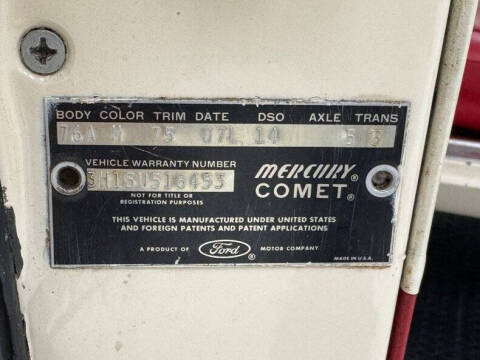 BODY COLOR TRIM DATE DSO AXLE TRANS
76A M 75 07L 14 5 3
VEHICLE WARRANTY NUMBER
NOT FOR TITLE OR
REGISTRATION PURPOSES
MERCURY®
COMET®
THIS VEHICLE IS MANUFACTURED UNDER UNITED STATES
AND FOREIGN PATENTS AND PATENT APPLICATIONS
A PRODUCT OF Ford® MOTOR COMPANY
MADE IN U.S.A.